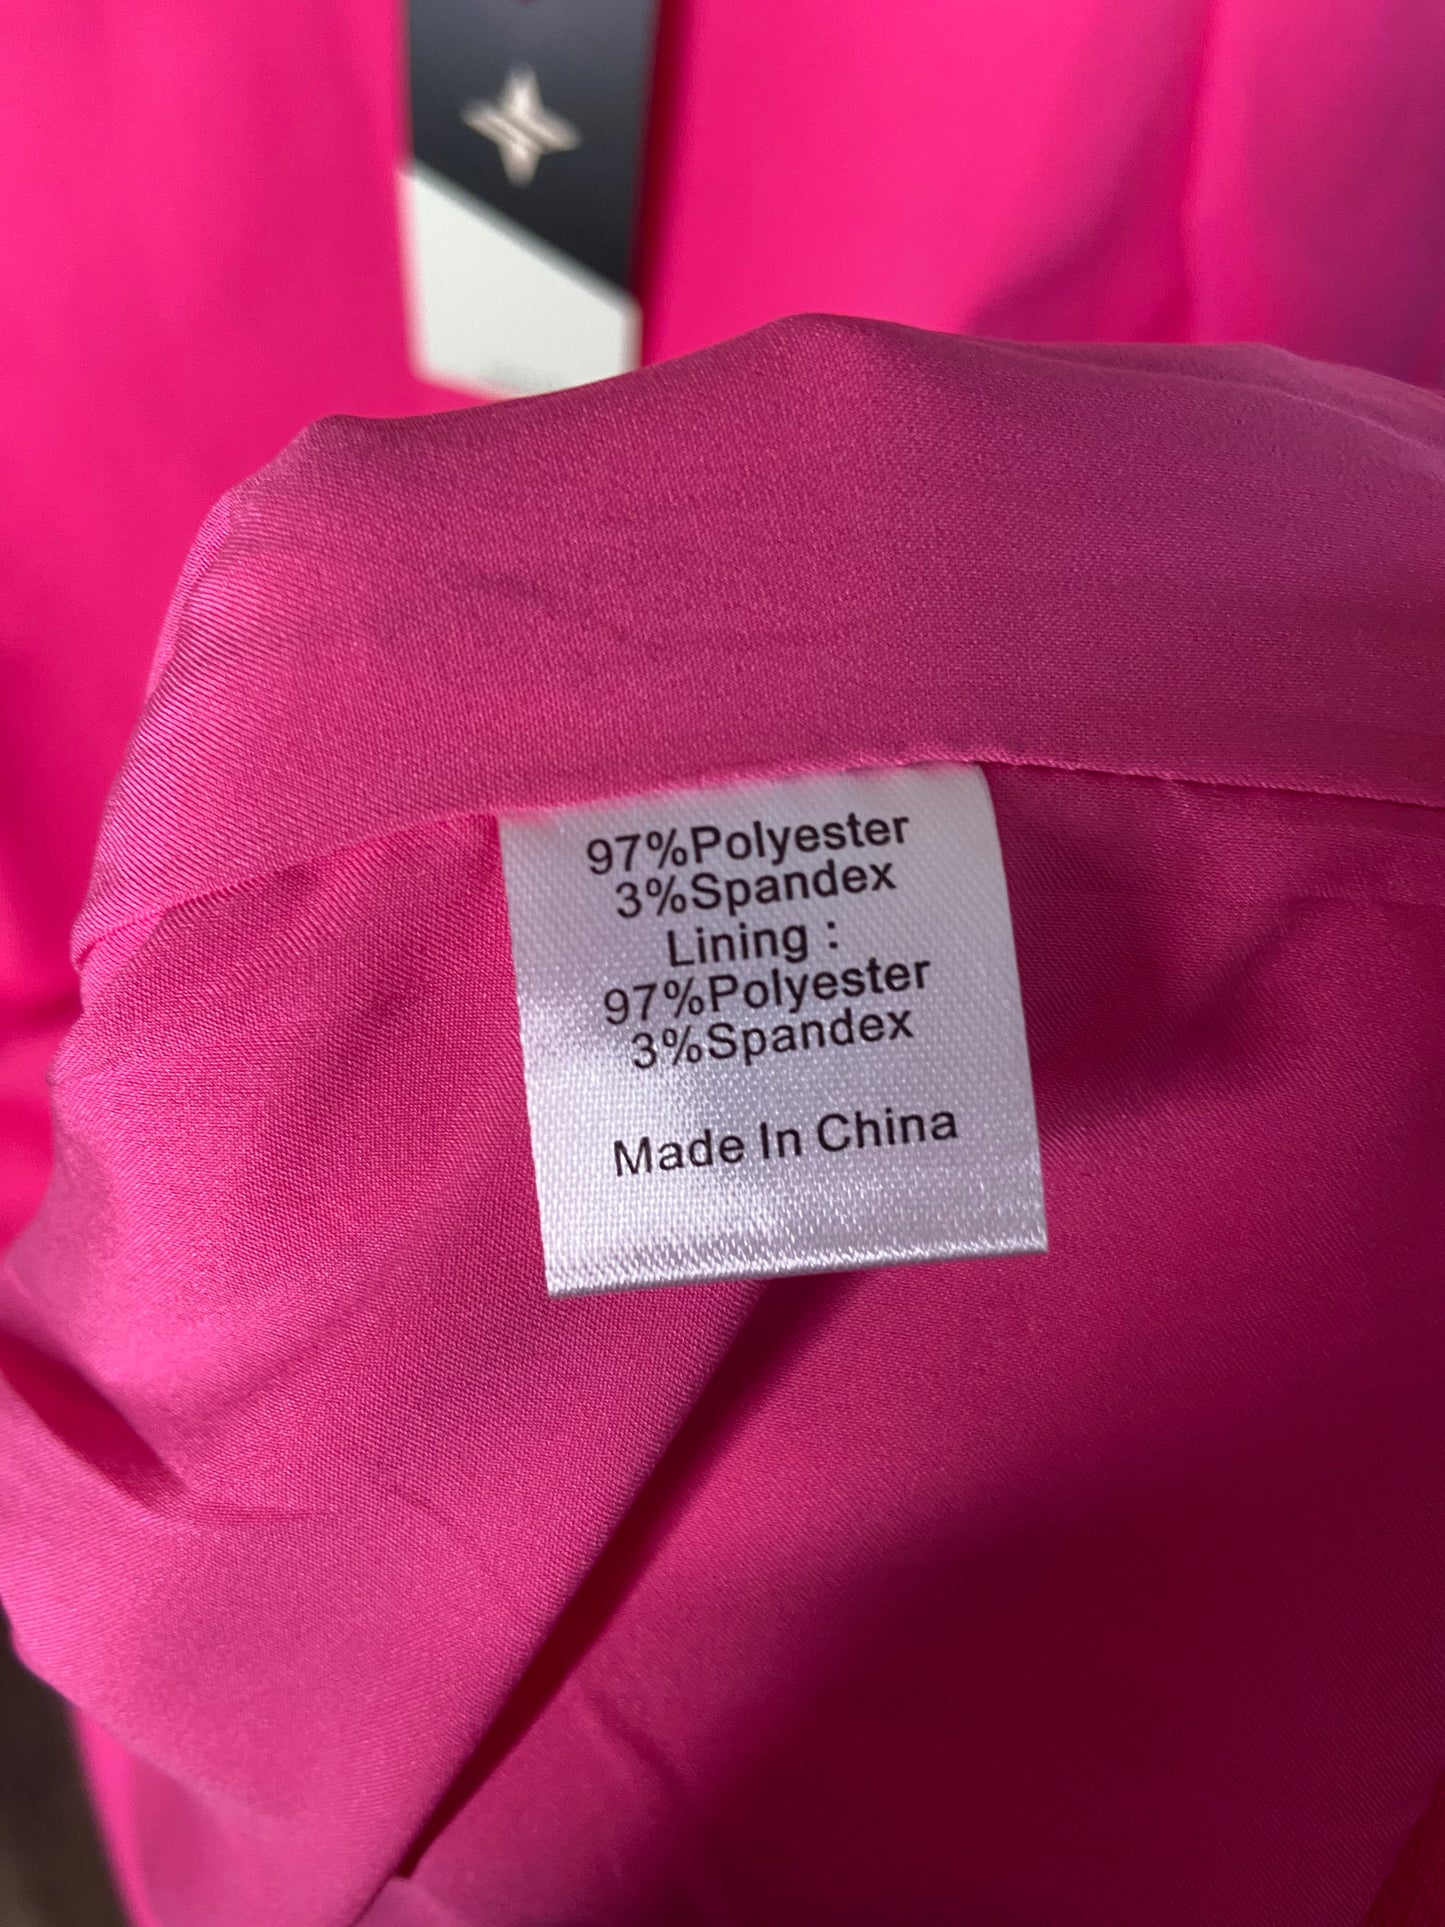 97%Polyester
3%Spandex
Lining :
97%Polyester
3%Spandex
Made In China